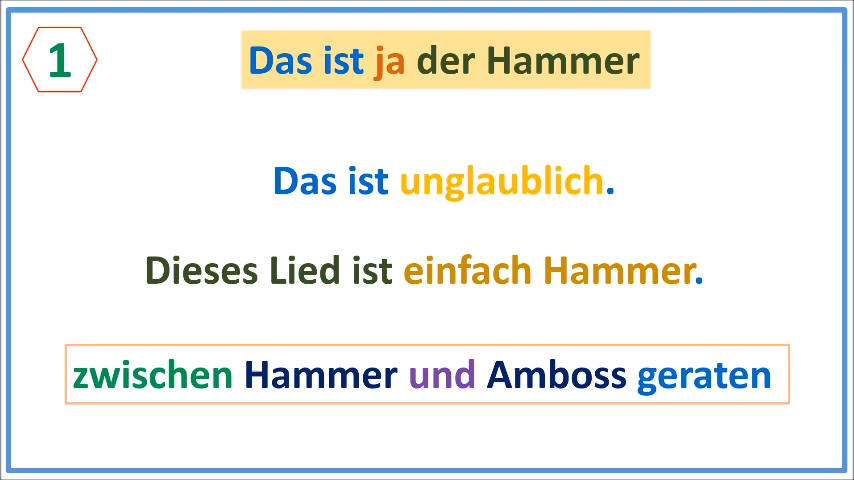 1
Das ist ja der Hammer
Das ist unglaublich.
Dieses Lied ist einfach Hammer.
zwischen Hammer und Amboss geraten